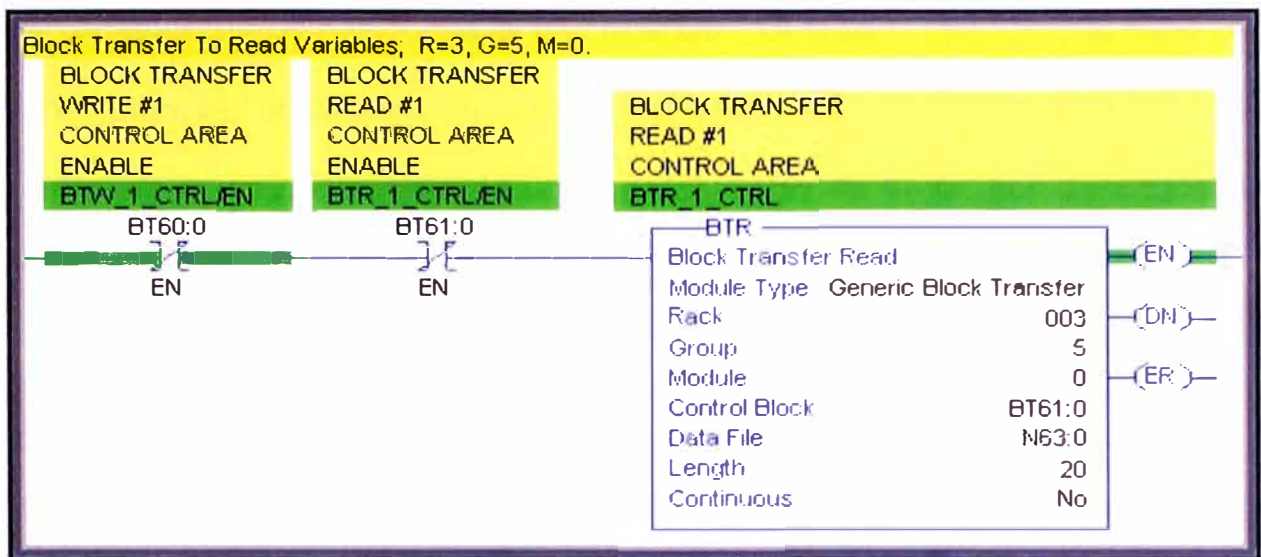 Block Transfer To Read Variables; R=3, G=5, M=0.
BLOCK TRANSFER
WRITE #1
CONTROL AREA
ENABLE
BTW_1_CTRL/EN
BT60:0
EN
BLOCK TRANSFER
READ #1
CONTROL AREA
ENABLE
BTR_1_CTRL/EN
BT61:0
EN
BLOCK TRANSFER
READ #1
CONTROL AREA
BTR_1_CTRL
BTR
Block Transfer Read
Module Type Generic Block Transfer
Rack 003
Group 5
Module 0
Control Block BT61:0
Data File N63:0
Length 20
Continuous No
EN
DN
ER